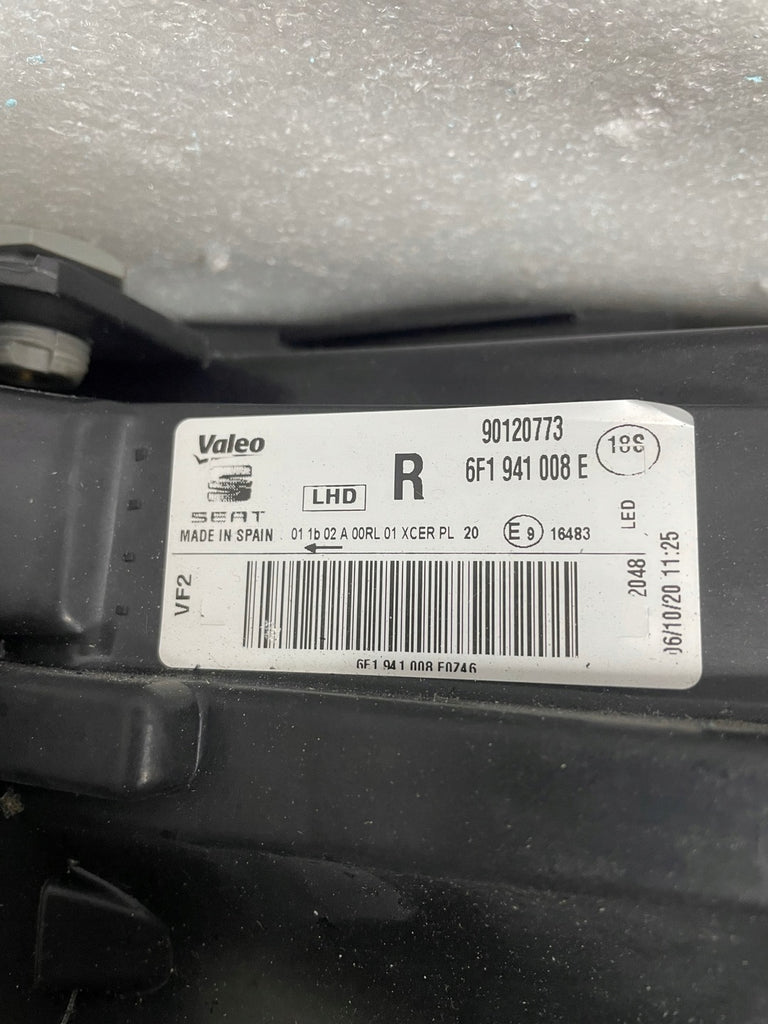 Valeo
SEAT
MADE IN SPAIN
LHD
R
90120773
6F1 941 008 E
18S
01 1b 02 A 00RL 01 XCER PL 20
E 9 16483
VF2
6F1 941 008 E0746
LED
2048
06/10/20 11:25